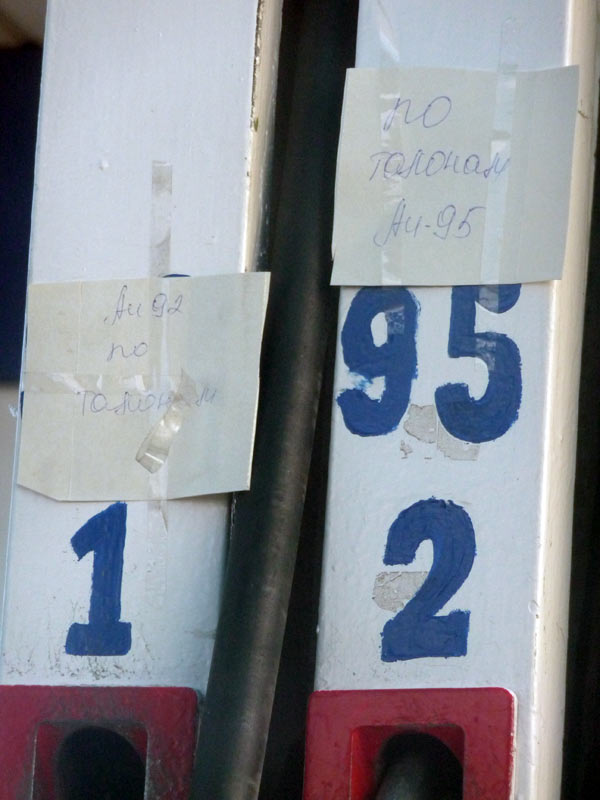 по
талонам
Аи-95
Аи 92
по
талонам
95
1
2